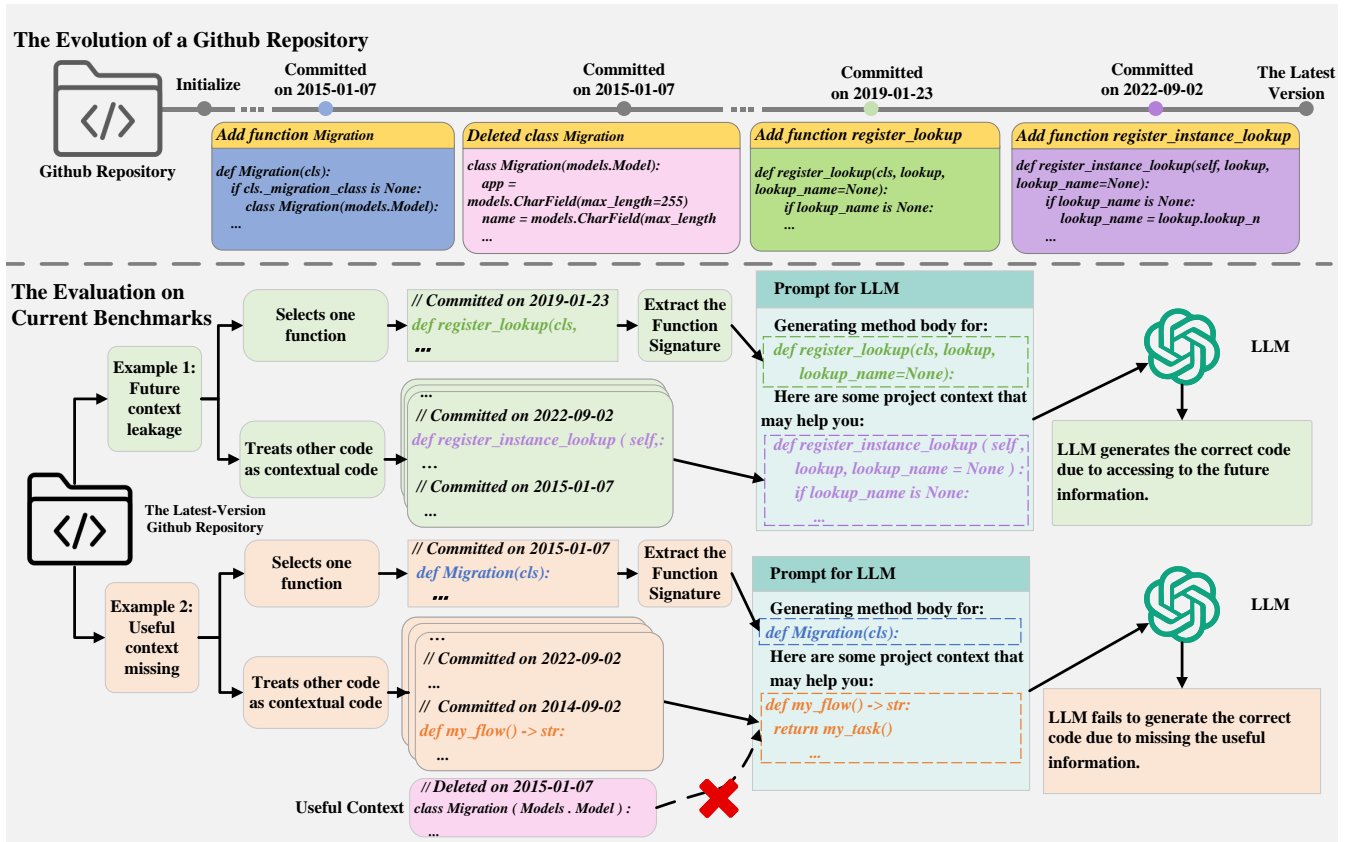 The Evolution of a Github Repository
Initialize
Committed
on 2015-01-07
Committed
on 2015-01-07
Committed
on 2019-01-23
Committed
on 2022-09-02
The Latest
Version
</>
Github Repository
Add function Migration
def Migration(cls):
if cls._migration_class is None:
class Migration(models.Model):
...
Deleted class Migration
class Migration(models.Model):
app =
models.CharField(max_length=255)
name = models.CharField(max_length
...
Add function register_lookup
def register_lookup(cls, lookup,
lookup_name=None):
if lookup_name is None:
...
Add function register_instance_lookup
def register_instance_lookup(self, lookup,
lookup_name=None):
if lookup_name is None:
lookup_name = lookup.lookup_n
...
The Evaluation on
Current Benchmarks
</>
The Latest-Version
Github Repository
Example 1:
Future
context
leakage
Selects one
function
// Committed on 2019-01-23
def register_lookup(cls,
...
Extract the
Function
Signature
Treats other code
as contextual code
...
// Committed on 2022-09-02
def register_instance_lookup ( self,:
...
// Committed on 2015-01-07
...
Prompt for LLM
Generating method body for:
def register_lookup(cls, lookup,
lookup_name=None):
Here are some project context that
may help you:
def register_instance_lookup ( self ,
lookup, lookup_name = None ) :
if lookup_name is None:
...
LLM
LLM generates the correct code
due to accessing to the future
information.
Example 2:
Useful
context
missing
Selects one
function
// Committed on 2015-01-07
def Migration(cls):
...
Extract the
Function
Signature
Treats other code
as contextual code
...
// Committed on 2022-09-02
...
// Committed on 2014-09-02
def my_flow() -> str:
...
Useful Context
// Deleted on 2015-01-07
class Migration ( Models . Model ) :
...
Prompt for LLM
Generating method body for:
def Migration(cls):
Here are some project context that
may help you:
def my_flow() -> str:
return my_task()
...
LLM
LLM fails to generate the correct
code due to missing the useful
information.